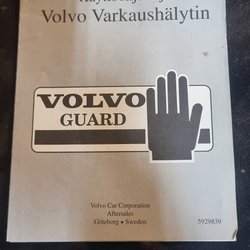 Volvo Varkaushälytin
VOLVO
GUARD
Volvo Car Corporation
Aftersales
Göteborg • Sweden
5929839